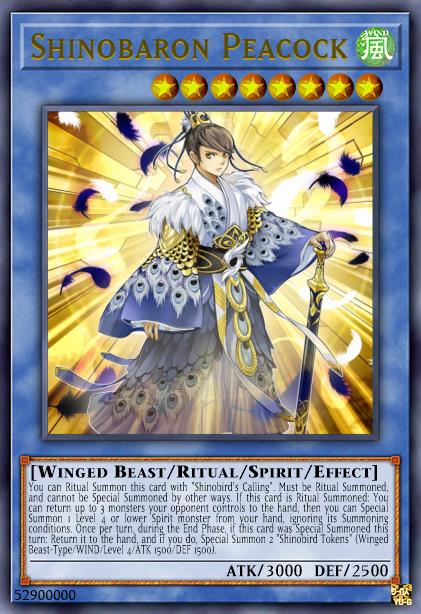 SHINOBARON PEACOCK
WIND
風
[WINGED BEAST/RITUAL/SPIRIT/EFFECT]
You can Ritual Summon this card with "Shinobird's Calling". Must be Ritual Summoned,
and cannot be Special Summoned by other ways. If this card is Ritual Summoned: You
can return up to 3 monsters your opponent controls to the hand, then you can Special
Summon 1 Level 4 or lower Spirit monster from your hand, ignoring its Summoning
conditions. Once per turn, during the End Phase, if this card was Special Summoned this
turn: Return it to the hand, and if you do, Special Summon 2 "Shinobird Tokens" (Winged
Beast-Type/WIND/Level 4/ATK 1500/DEF 1500).
ATK/3000 DEF/2500
52900000